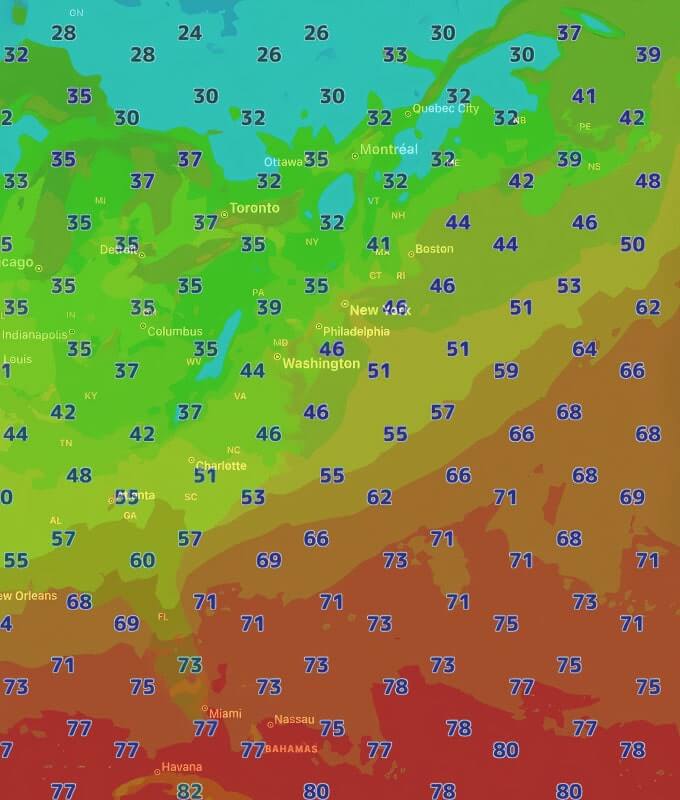 ON
28 24 26 30 37
32 28 26 33 30 39
35 30 30 32 41
Quebec City
2 30 32 32 32 NB 42
PE
Montréal
35 37 Ottawa 35 32 ME 39
NS
33 37 32 32 42 48
MI VT
Toronto
NH
35 37 32 44 46
NY
5 35 35 41 44 50
Detroit MA Boston
cago
CT RI
35 35 35 46 53
PA
35 35 39 46 51 62
New York
IN OH
Indianapolis Columbus Philadelphia
35 35 MD 46 51 64
Louis WV Washington
1 37 44 51 59 66
KY VA
42 37 46 57 68
44 42 46 55 66 68
TN NC
Charlotte
48 51 55 66 68
0 55 53 62 71 69
Atlanta SC
AL GA
57 57 66 71 68
55 60 69 73 71 71
ew Orleans 68 71 71 71 73
FL
4 69 71 73 75 71
71 73 73 73 75
73 75 73 78 77 75
Miami Nassau
77 77 75 78 77
7 77 77 BAHAMAS 77 80 78
Havana
77 82 80 80